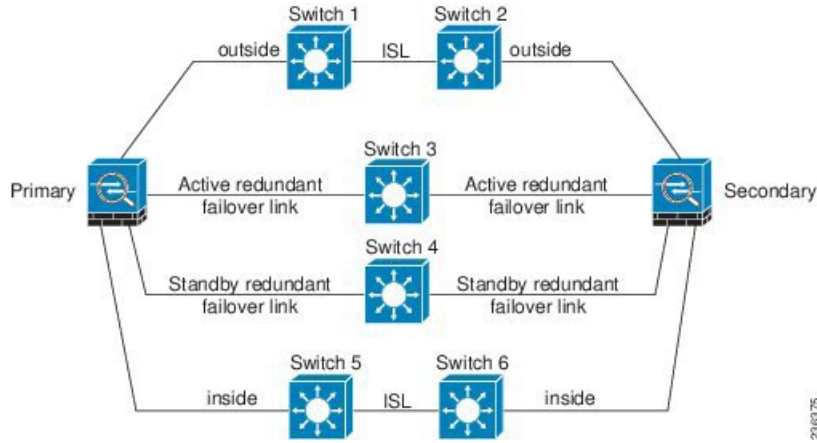 Switch 1
Switch 2
outside
ISL
outside
Switch 3
Primary
Active redundant
failover link
Active redundant
failover link
Secondary
Switch 4
Standby redundant
failover link
Standby redundant
failover link
Switch 5
Switch 6
inside
ISL
inside
236375